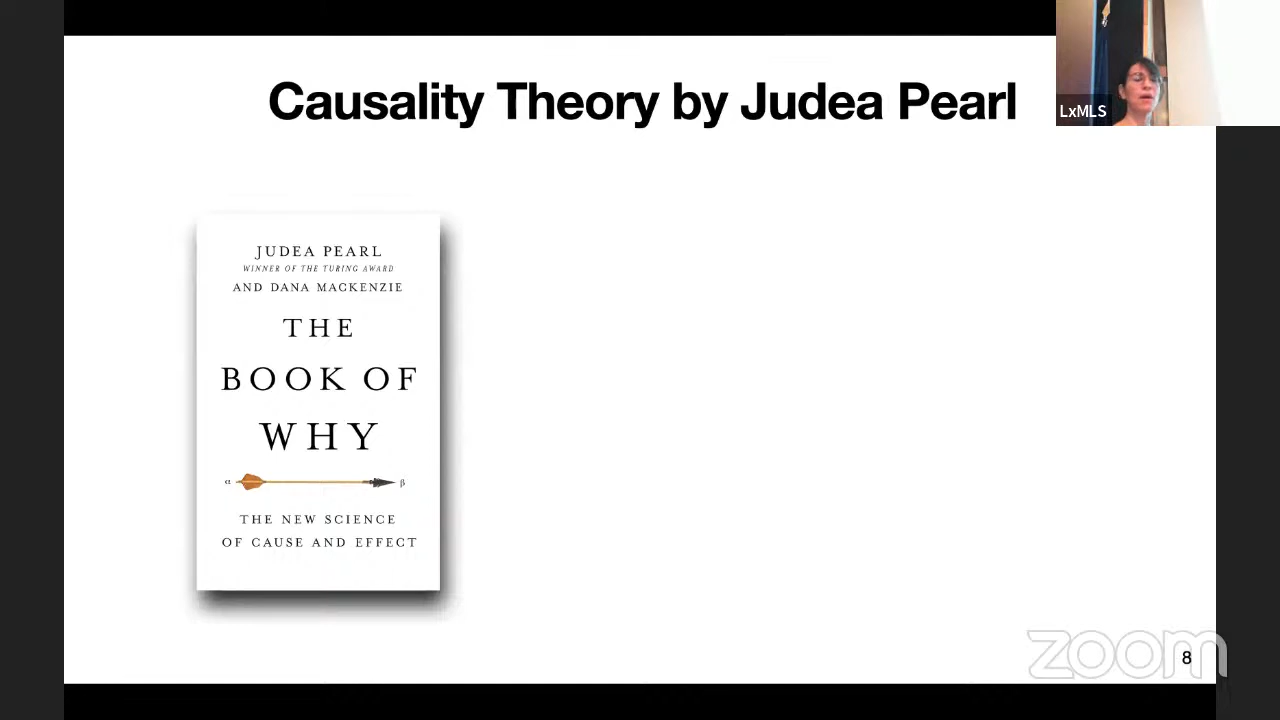 Causality Theory by Judea Pearl
LxMLS
JUDEA PEARL
WINNER OF THE TURING AWARD
AND DANA MACKENZIE
THE
BOOK OF
WHY
α β
THE NEW SCIENCE
OF CAUSE AND EFFECT
zoom
8